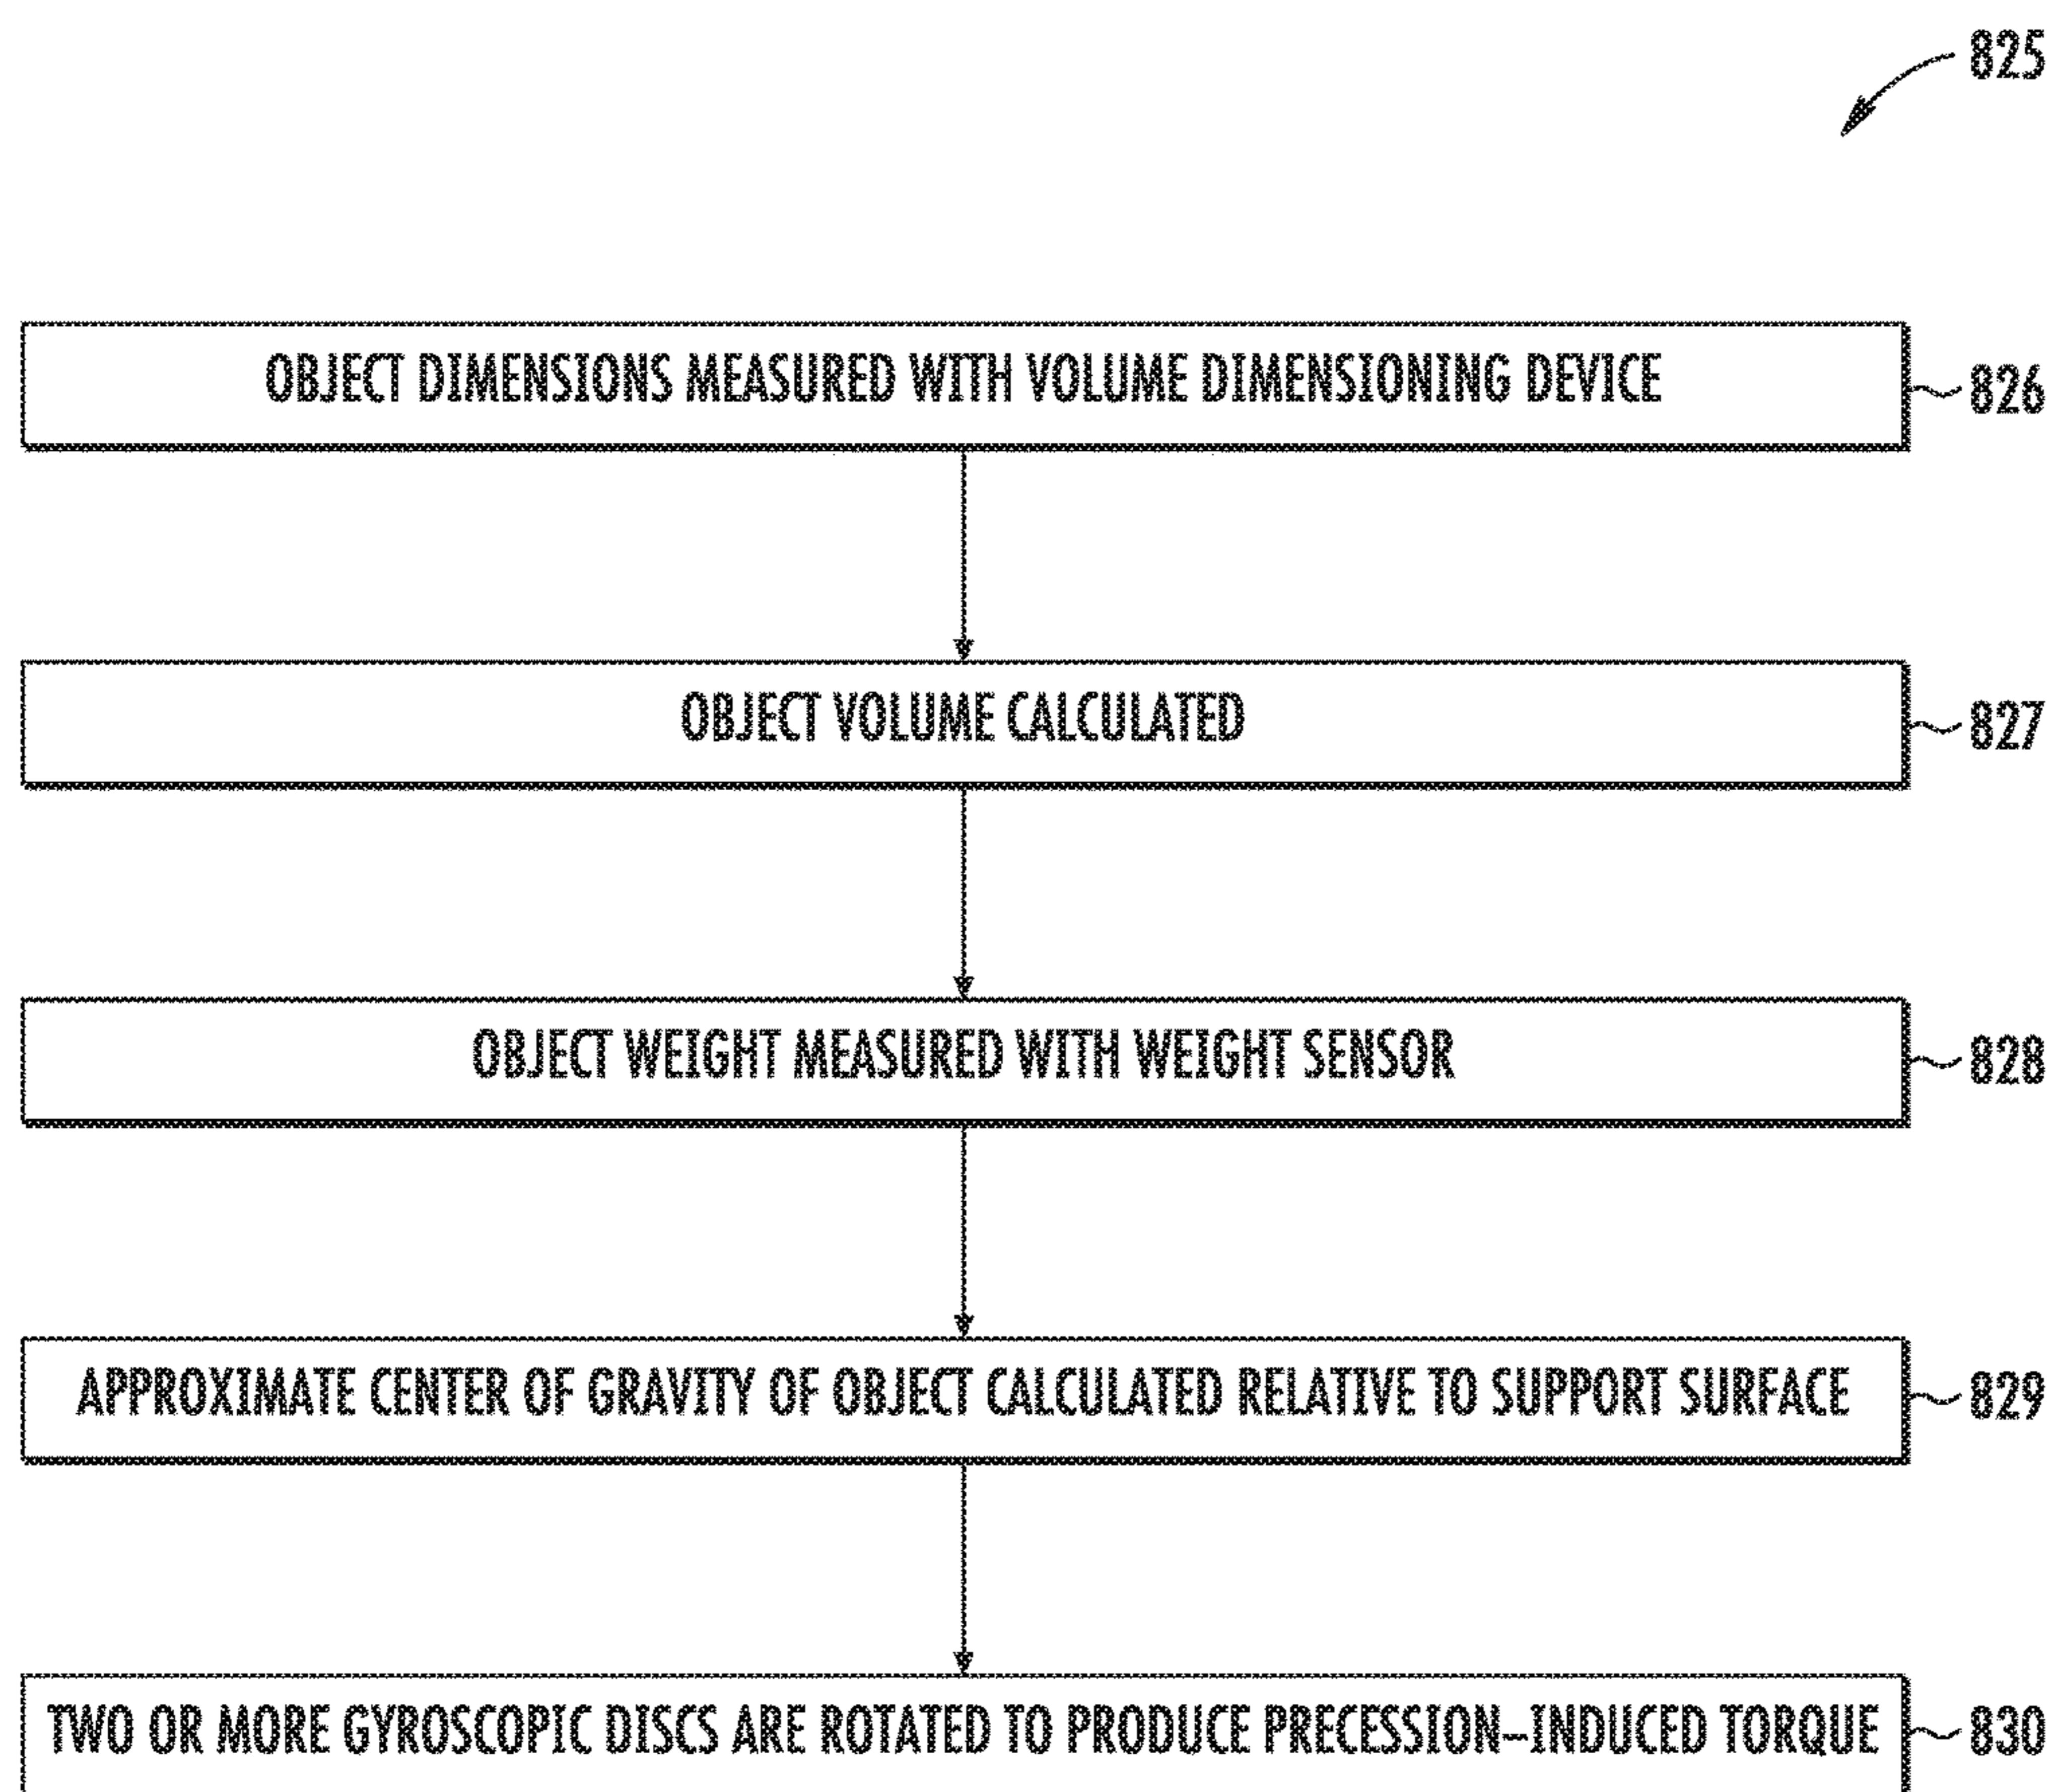 825
OBJECT DIMENSIONS MEASURED WITH VOLUME DIMENSIONING DEVICE
826
OBJECT VOLUME CALCULATED
827
OBJECT WEIGHT MEASURED WITH WEIGHT SENSOR
828
APPROXIMATE CENTER OF GRAVITY OF OBJECT CALCULATED RELATIVE TO SUPPORT SURFACE
829
TWO OR MORE GYROSCOPIC DISCS ARE ROTATED TO PRODUCE PRECESSION–INDUCED TORQUE
830